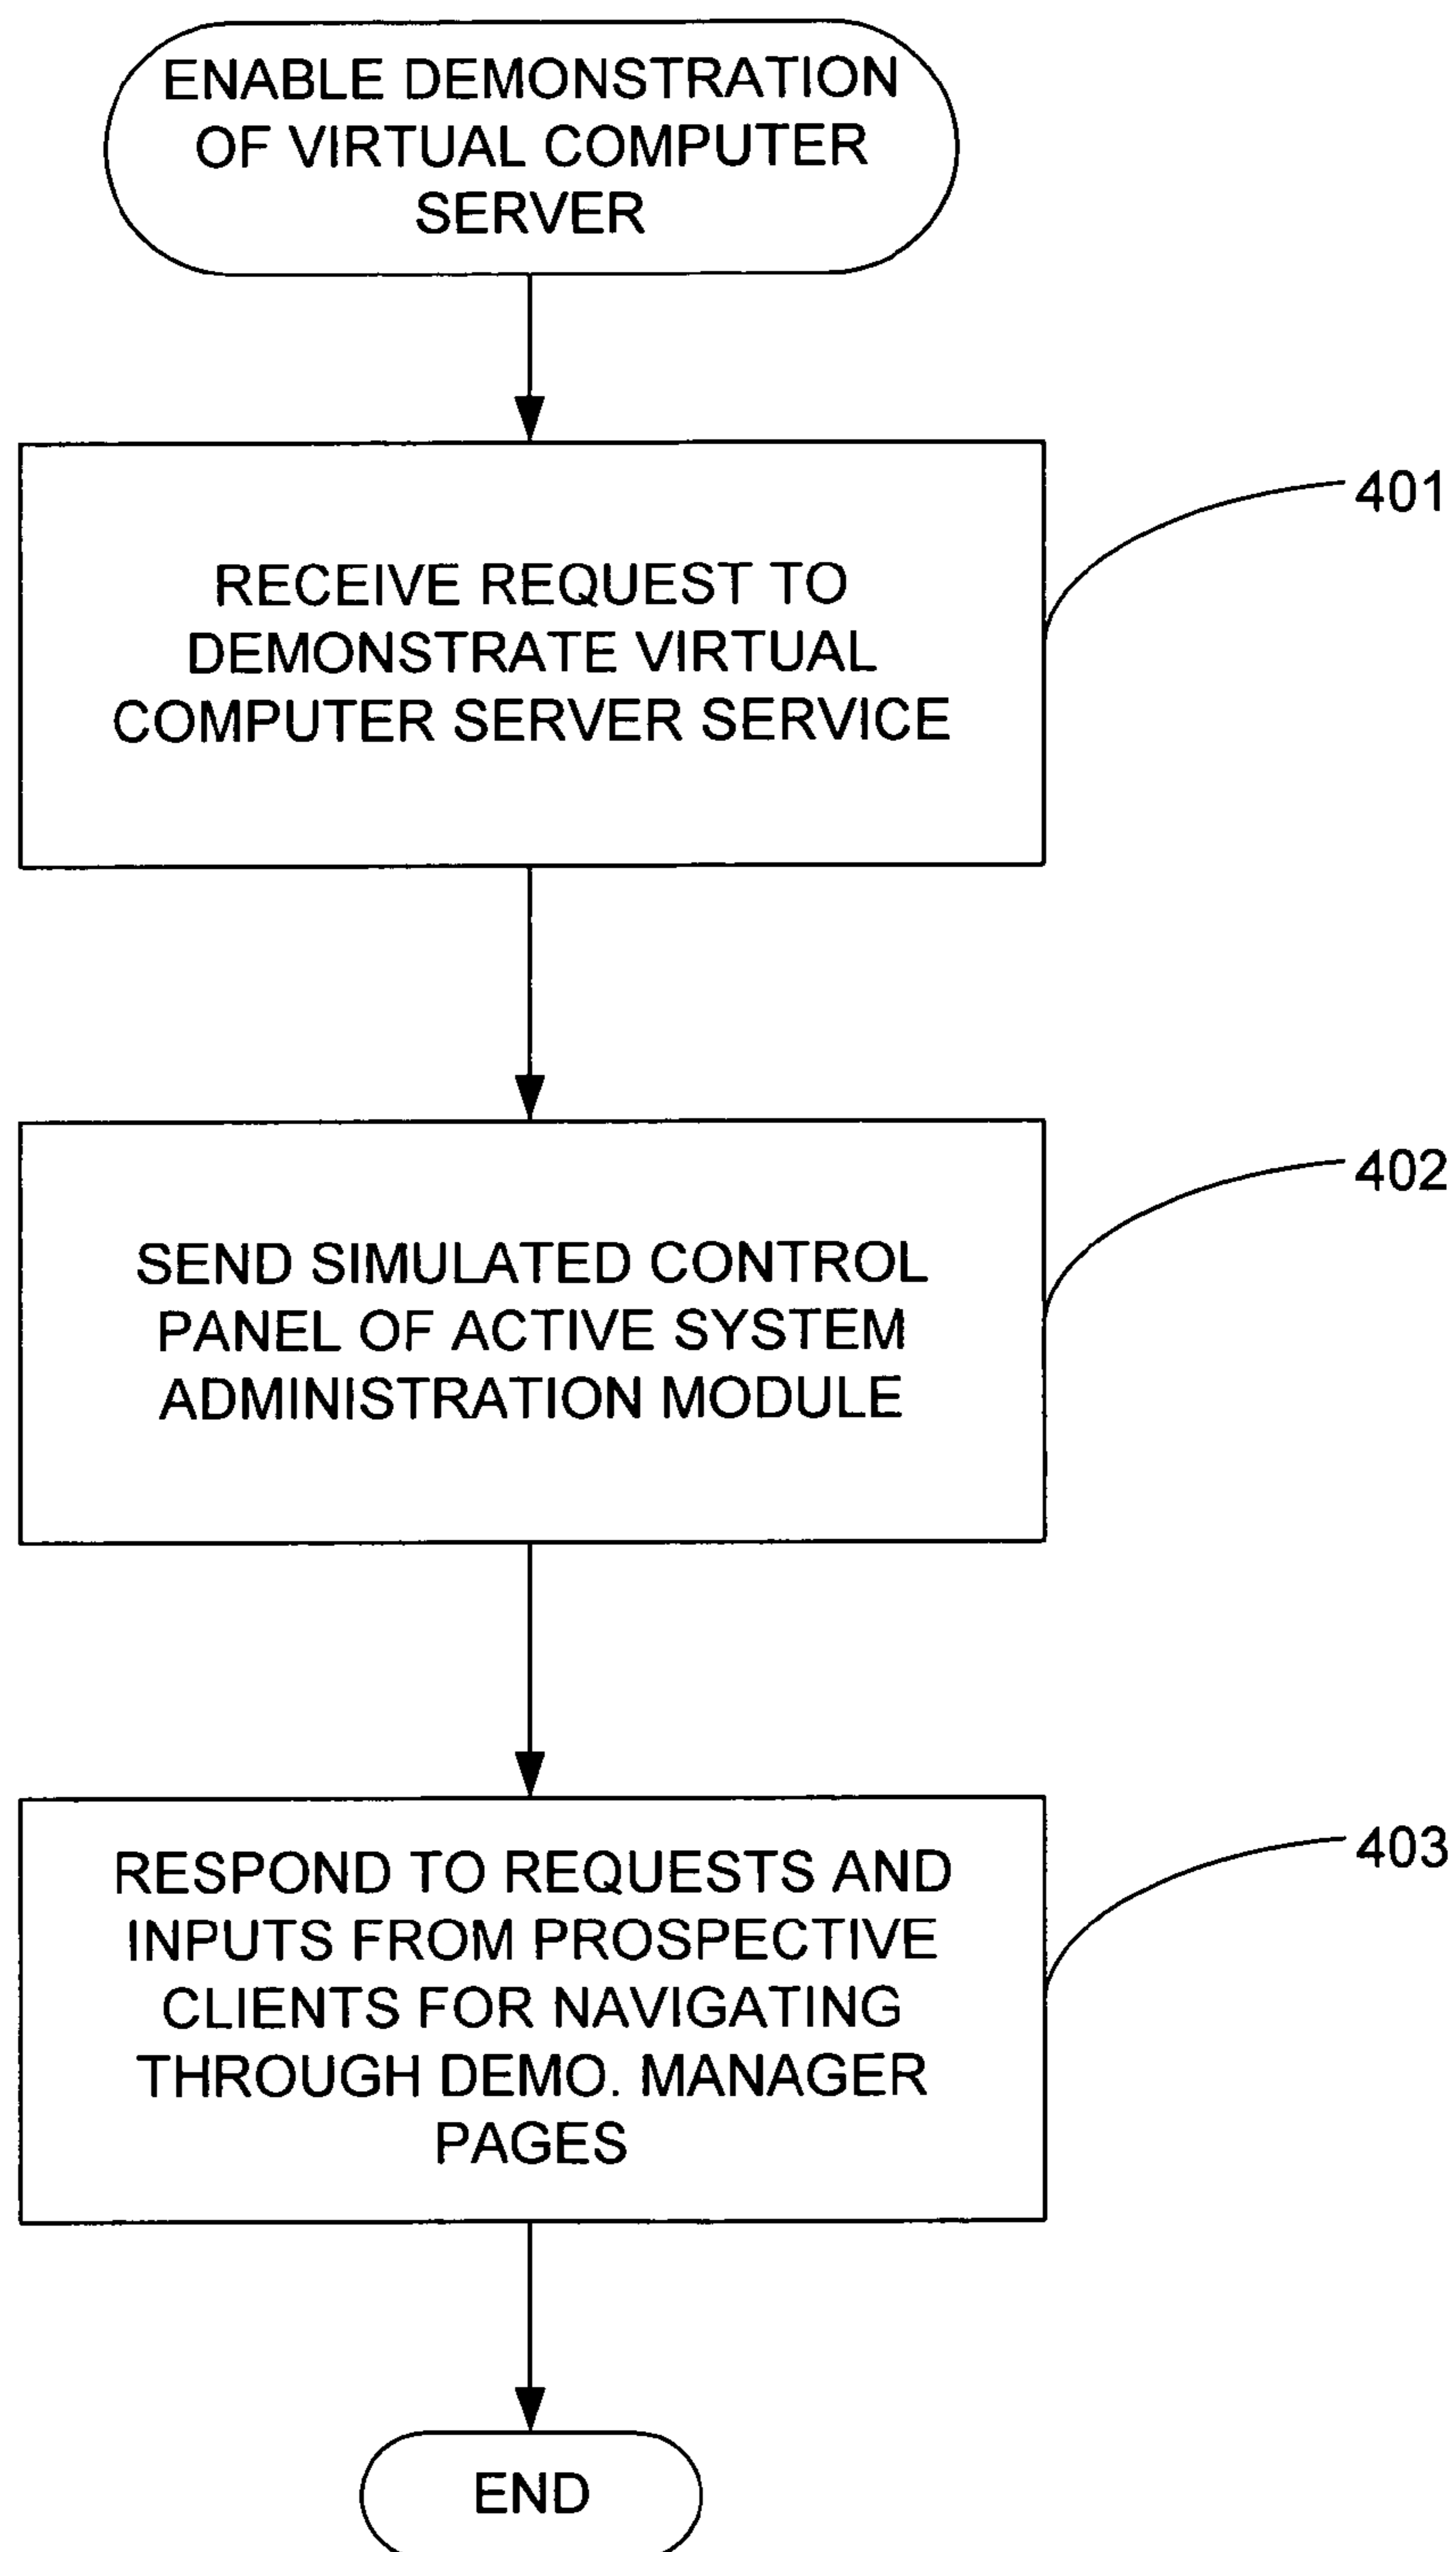 ENABLE DEMONSTRATION
OF VIRTUAL COMPUTER
SERVER
401
RECEIVE REQUEST TO
DEMONSTRATE VIRTUAL
COMPUTER SERVER SERVICE
402
SEND SIMULATED CONTROL
PANEL OF ACTIVE SYSTEM
ADMINISTRATION MODULE
403
RESPOND TO REQUESTS AND
INPUTS FROM PROSPECTIVE
CLIENTS FOR NAVIGATING
THROUGH DEMO. MANAGER
PAGES
END